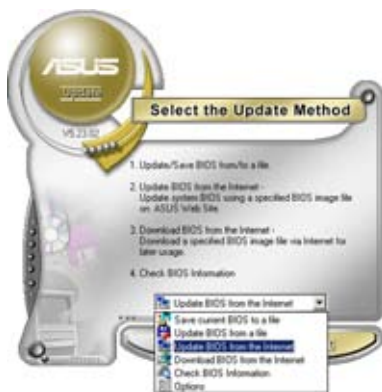 ASUS
Update
V5.23.02
Select the Update Method
1. Update/Save BIOS from/to a file.
2. Update BIOS from the Internet -
Update system BIOS using a specified BIOS image file
on ASUS Web Site.
3. Download BIOS from the Internet -
Download a specified BIOS image file via Internet for
later usage.
4. Check BIOS Information
Update BIOS from the Internet
Save current BIOS to a file
Update BIOS from a file
Update BIOS from the Internet
Download BIOS from the Internet
Check BIOS Information
Options